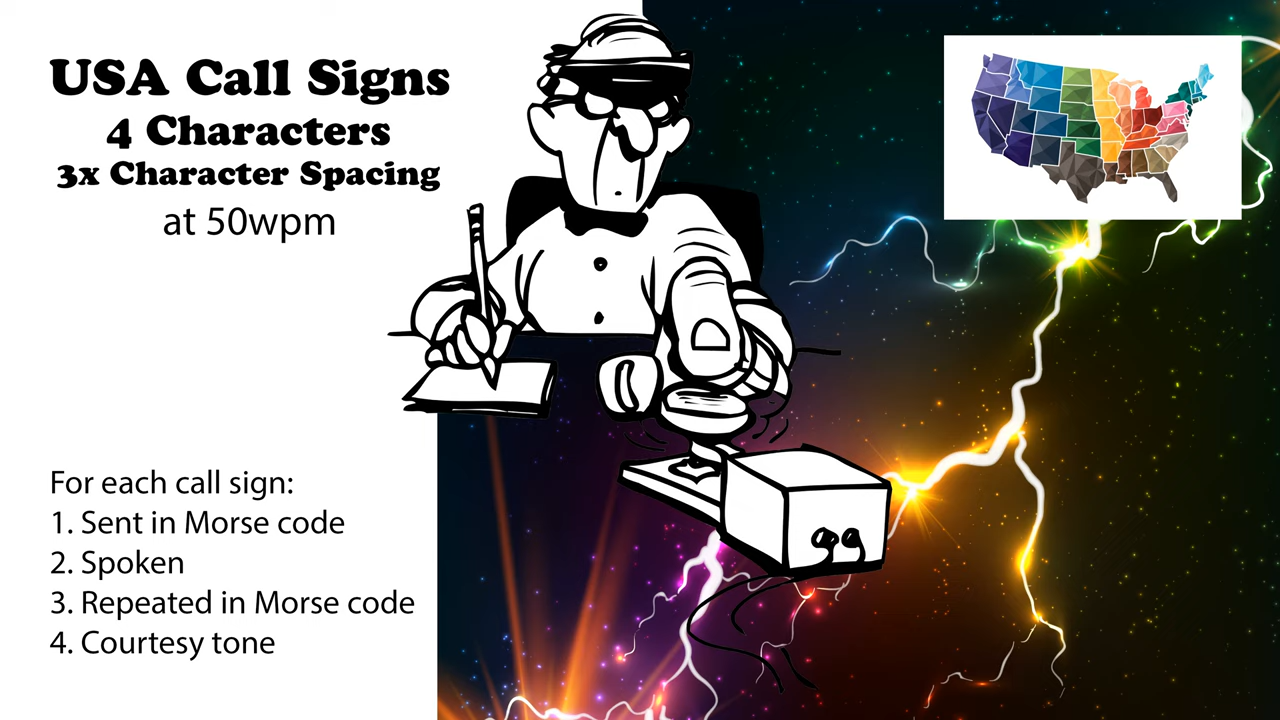 USA Call Signs
4 Characters
3x Character Spacing
at 50wpm
For each call sign:
1. Sent in Morse code
2. Spoken
3. Repeated in Morse code
4. Courtesy tone